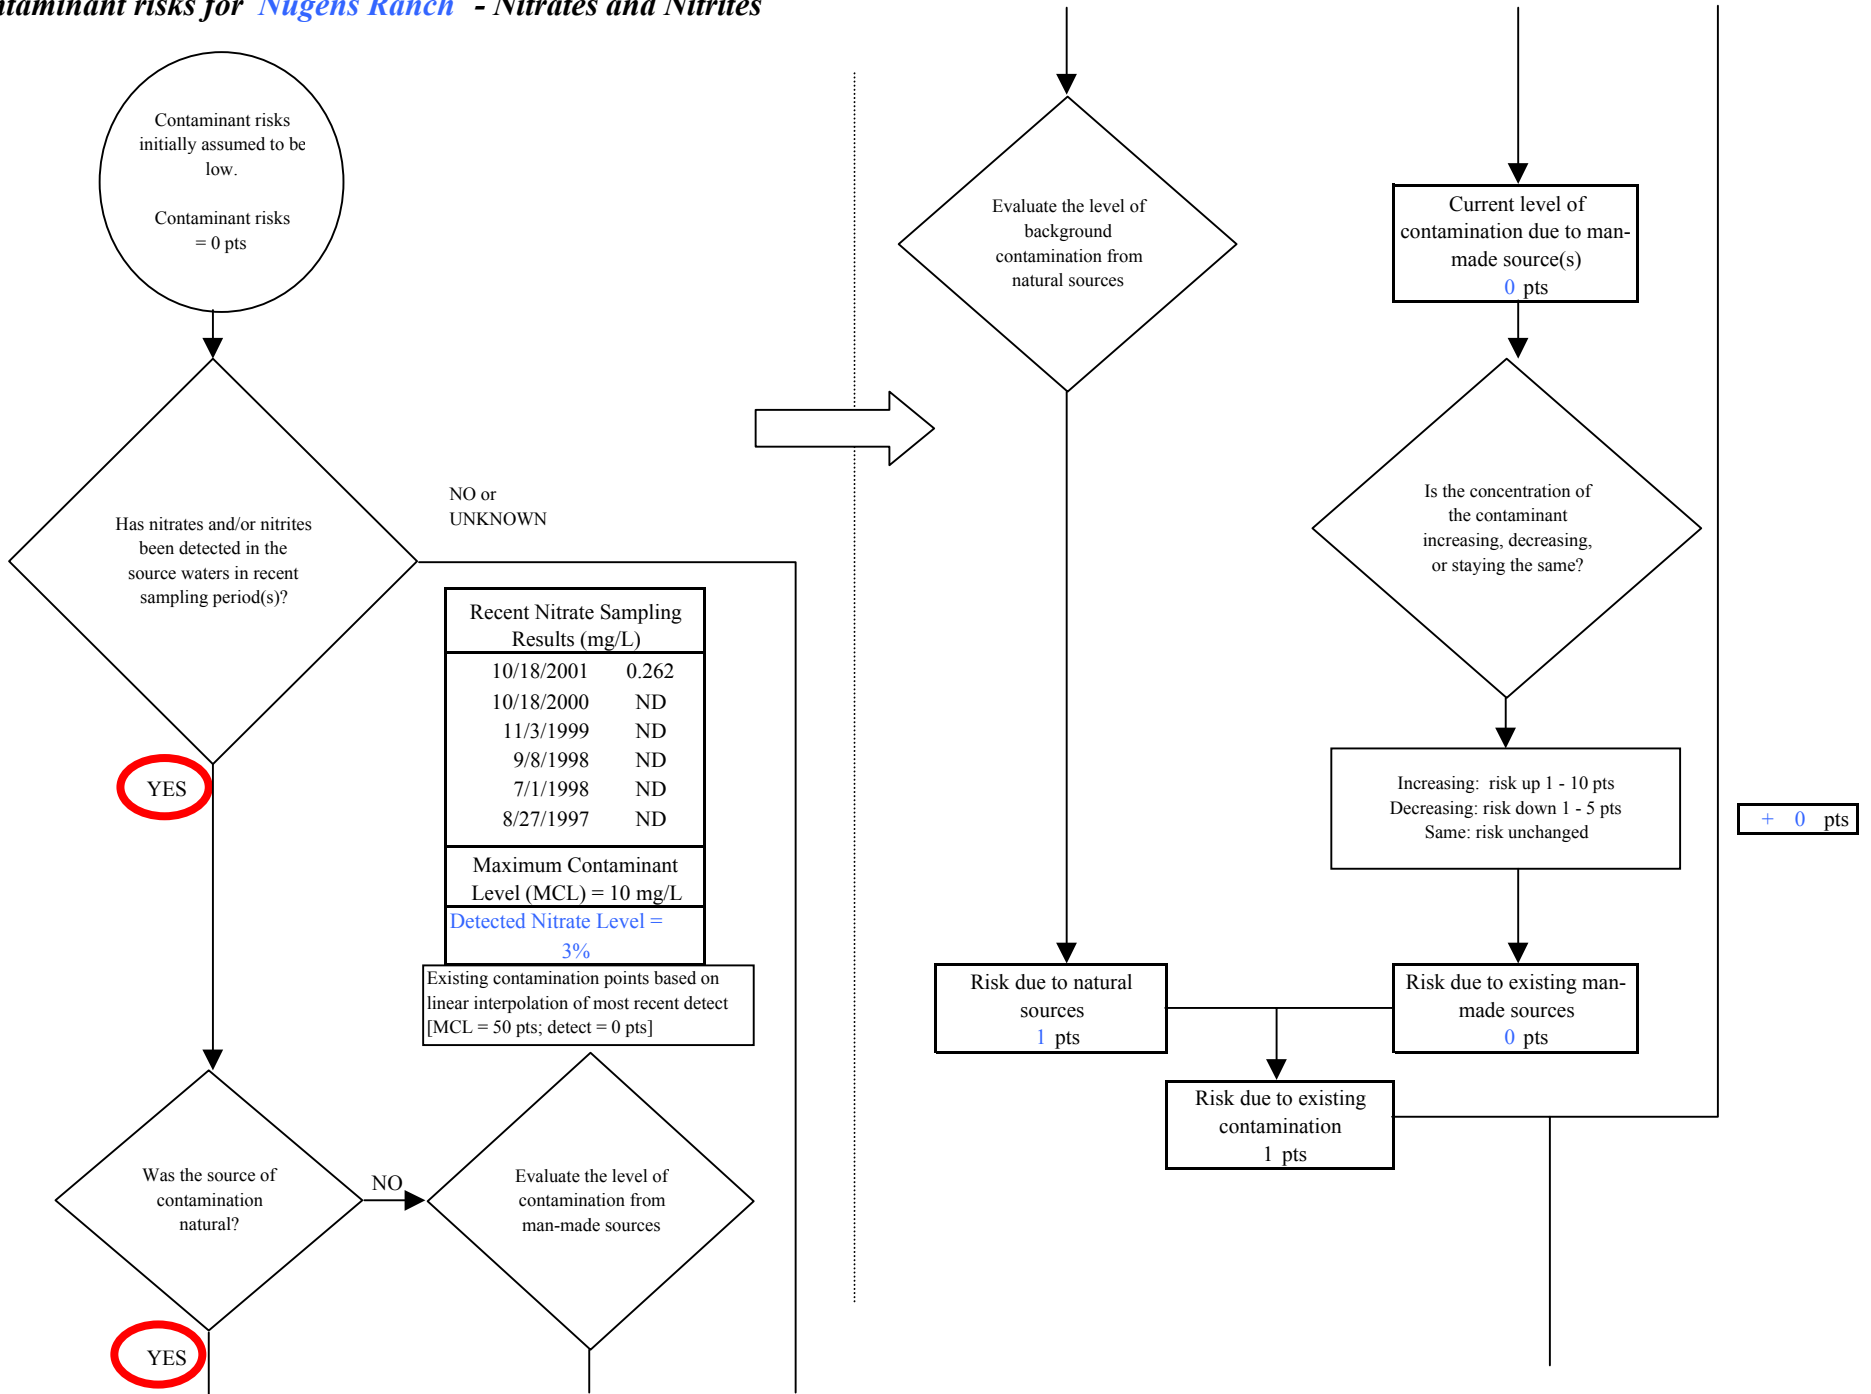 ntaminant risks for Nugens Ranch - Nitrates and Nitrites
Contaminant risks
initially assumed to be
low.
Contaminant risks
= 0 pts
Has nitrates and/or nitrites
been detected in the
source waters in recent
sampling period(s)?
NO or
UNKNOWN
YES
Recent Nitrate Sampling
Results (mg/L)
10/18/2001 0.262
10/18/2000 ND
11/3/1999 ND
9/8/1998 ND
7/1/1998 ND
8/27/1997 ND
Maximum Contaminant
Level (MCL) = 10 mg/L
Detected Nitrate Level =
3%
Existing contamination points based on
linear interpolation of most recent detect
[MCL = 50 pts; detect = 0 pts]
Was the source of
contamination
natural?
NO
Evaluate the level of
contamination from
man-made sources
YES
Evaluate the level of
background
contamination from
natural sources
Current level of
contamination due to man-
made source(s)
0 pts
Is the concentration of
the contaminant
increasing, decreasing,
or staying the same?
Increasing: risk up 1 - 10 pts
Decreasing: risk down 1 - 5 pts
Same: risk unchanged
+ 0 pts
Risk due to natural
sources
1 pts
Risk due to existing man-
made sources
0 pts
Risk due to existing
contamination
1 pts